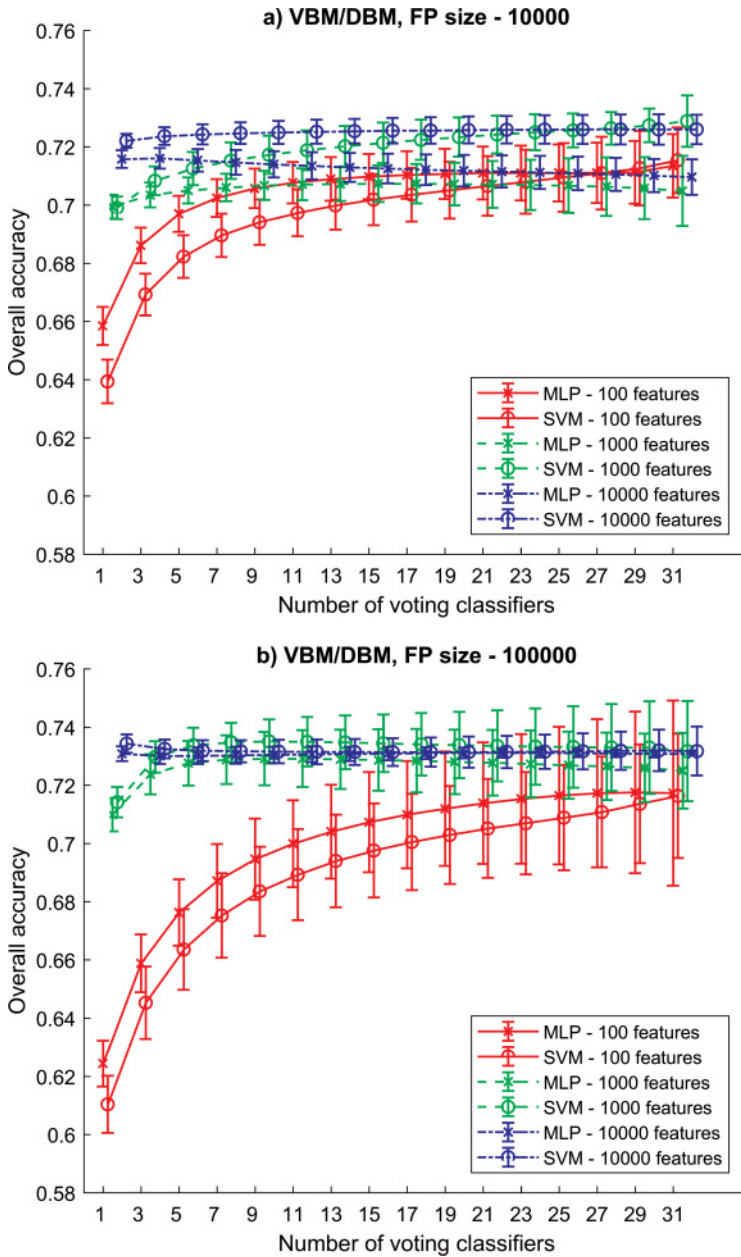 a) VBM/DBM, FP size - 10000
0.76
0.74
0.72
0.7
0.68
0.66
0.64
0.62
0.6
0.58
Overall accuracy
MLP - 100 features
SVM - 100 features
MLP - 1000 features
SVM - 1000 features
MLP - 10000 features
SVM - 10000 features
1 3 5 7 9 11 13 15 17 19 21 23 25 27 29 31
Number of voting classifiers
b) VBM/DBM, FP size - 100000
0.76
0.74
0.72
0.7
0.68
0.66
0.64
0.62
0.6
0.58
Overall accuracy
MLP - 100 features
SVM - 100 features
MLP - 1000 features
SVM - 1000 features
MLP - 10000 features
SVM - 10000 features
1 3 5 7 9 11 13 15 17 19 21 23 25 27 29 31
Number of voting classifiers